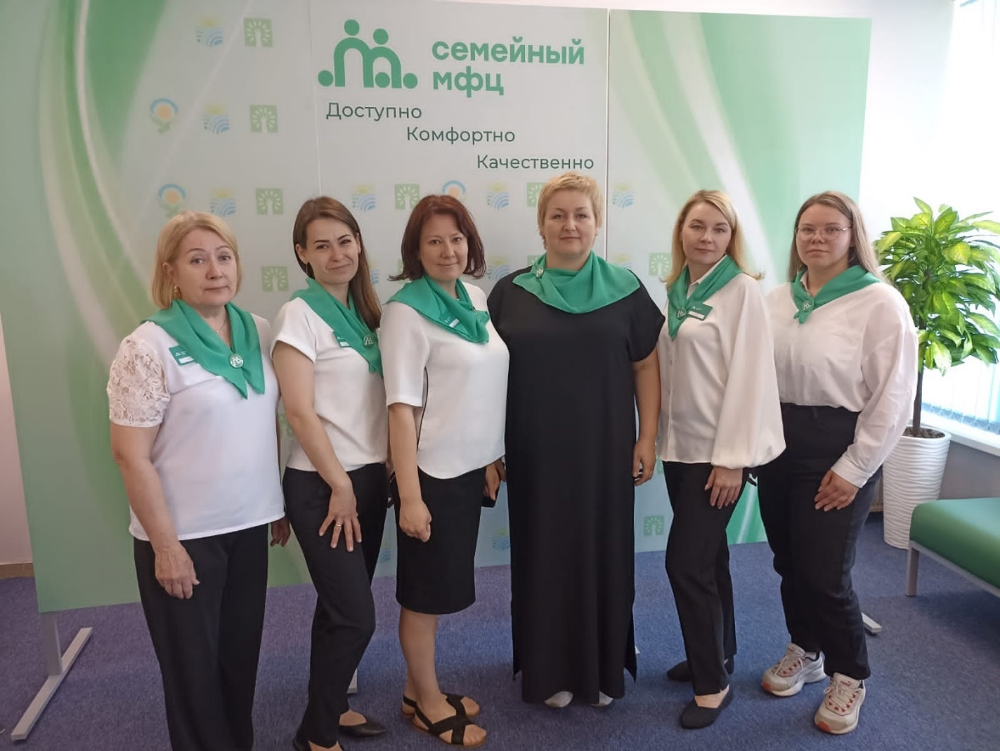 семейный
мфц
Доступно
Комфортно
Качественно